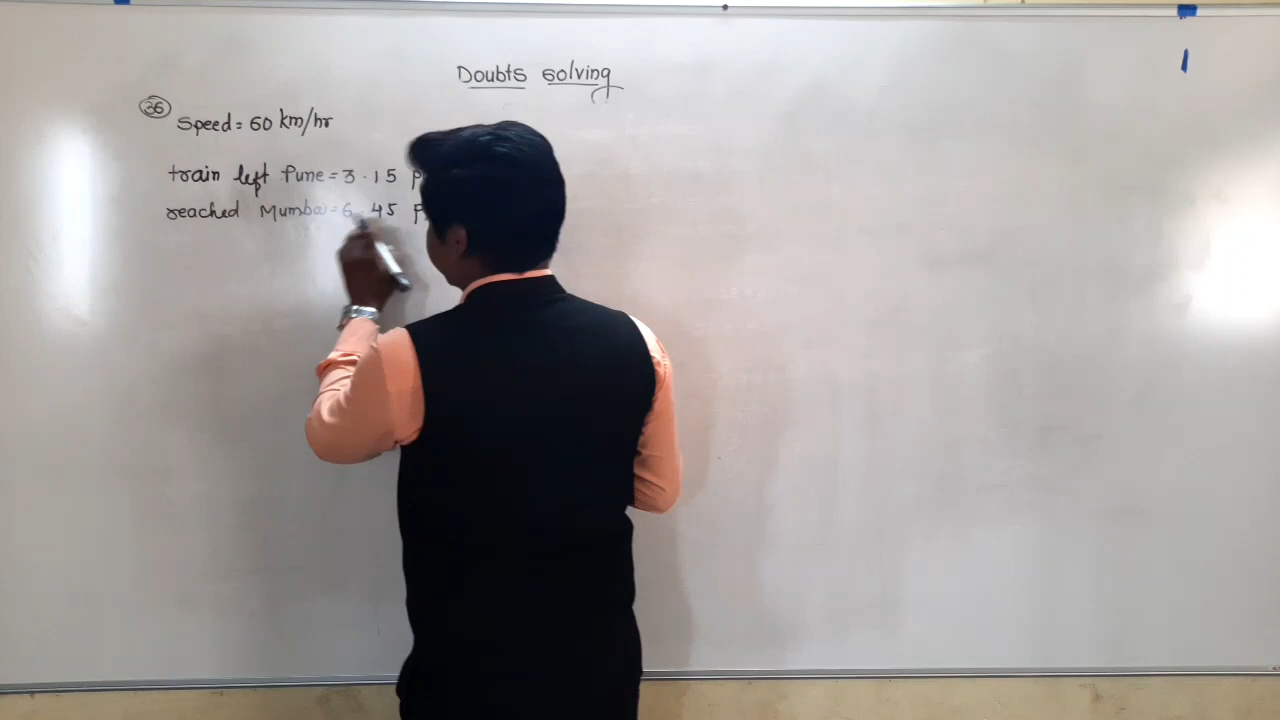 Doubts solving
36
Speed = 60 km/hr
train left Pune = 3.15 p
reached Mumbai = 6.45 p